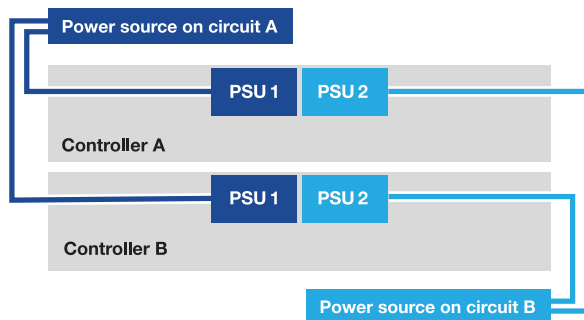 Power source on circuit A
PSU 1
PSU 2
Controller A
PSU 1
PSU 2
Controller B
Power source on circuit B